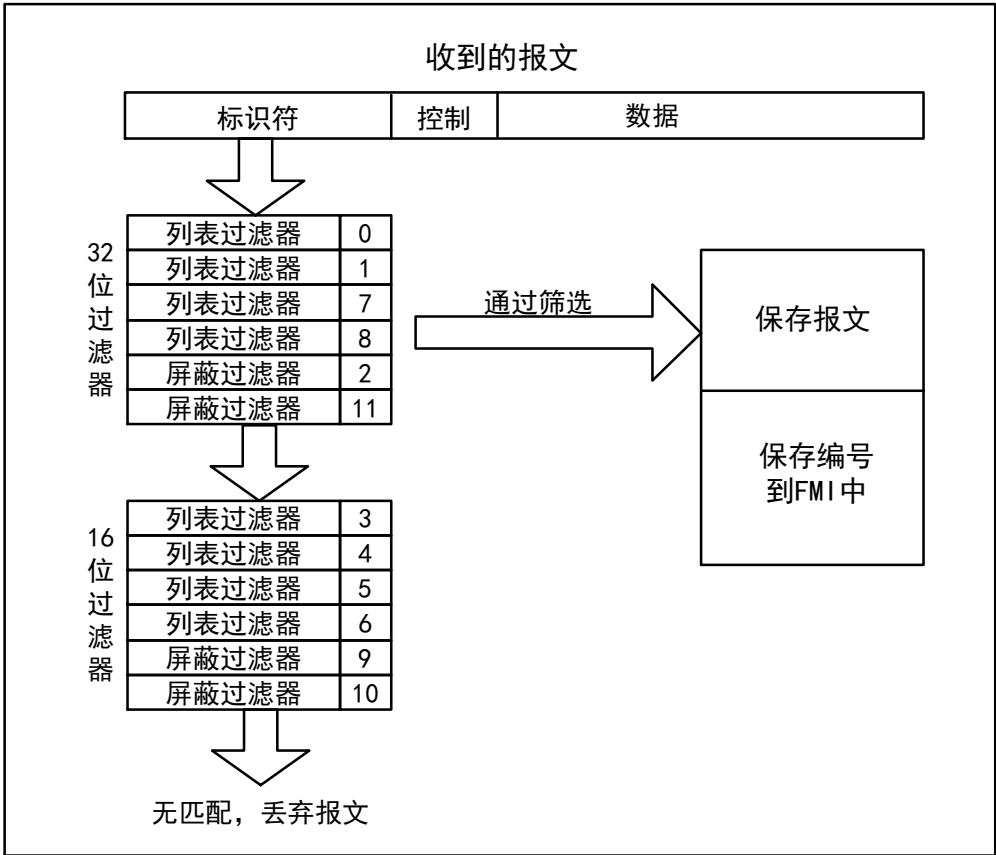 收到的报文
标识符 控制 数据
32位过滤器
列表过滤器 0
列表过滤器 1
列表过滤器 7
列表过滤器 8
屏蔽过滤器 2
屏蔽过滤器 11
通过筛选
保存报文
保存编号
到FMI中
16位过滤器
列表过滤器 3
列表过滤器 4
列表过滤器 5
列表过滤器 6
屏蔽过滤器 9
屏蔽过滤器 10
无匹配，丢弃报文